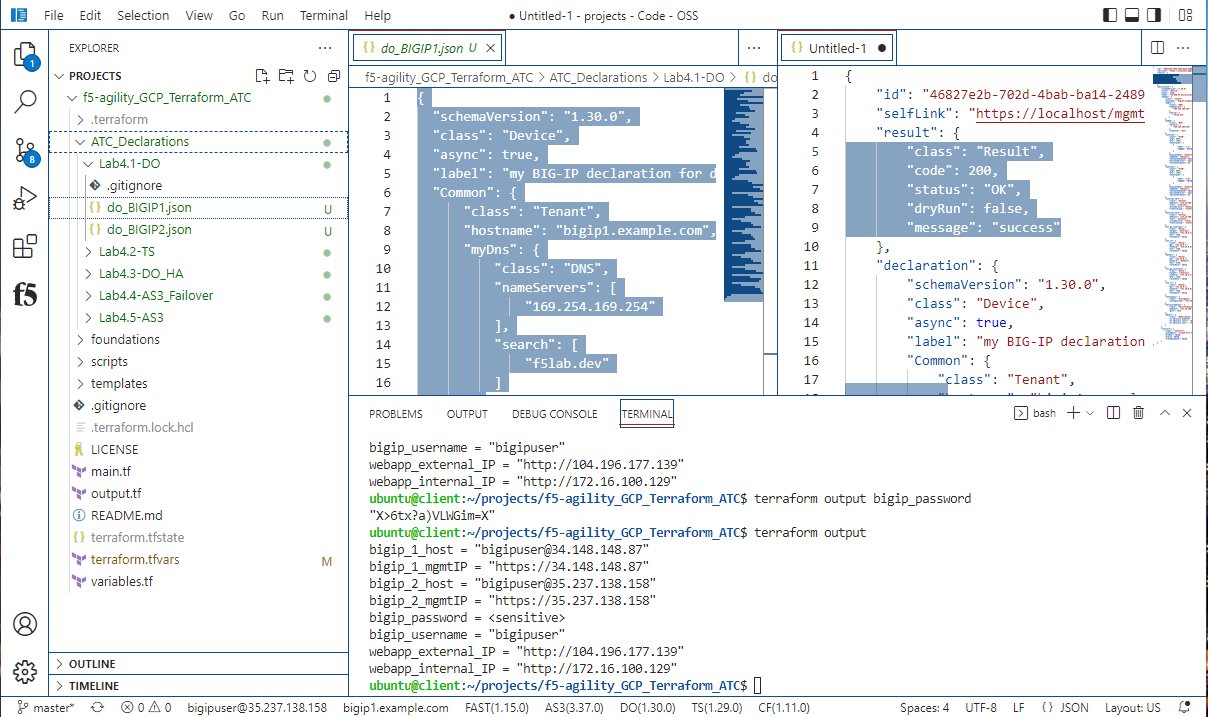 File Edit Selection View Go Run Terminal Help
● Untitled-1 - projects - Code - OSS
EXPLORER
PROJECTS
f5-agility_GCP_Terraform_ATC
.terraform
ATC_Declarations
Lab4.1-DO
.gitignore
do_BIGIP1.json U
do_BIGIP2.json U
Lab4.2-TS
Lab4.3-DO_HA
Lab4.4-AS3_Failover
Lab4.5-AS3
foundations
scripts
templates
.gitignore
.terraform.lock.hcl
LICENSE
main.tf
output.tf
README.md
terraform.tfstate
terraform.tfvars M
variables.tf
OUTLINE
TIMELINE
1
8
f5
{} do_BIGIP1.json U
f5-agility_GCP_Terraform_ATC > ATC_Declarations > Lab4.1-DO > {} do
1 {
2 "schemaVersion": "1.30.0",
3 "class": "Device",
4 "async": true,
5 "label": "my BIG-IP declaration for d
6 "Common": {
7 "class": "Tenant",
8 "hostname": "bigip1.example.com",
9 "myDns": {
10 "class": "DNS",
11 "nameServers": [
12 "169.254.169.254"
13 ],
14 "search": [
15 "f5lab.dev"
16 ]
{} Untitled-1 ●
1 {
2 "id": "46827e2b-702d-4bab-ba14-2489
3 "selfLink": "https://localhost/mgmt
4 "result": {
5 "class": "Result",
6 "code": 200,
7 "status": "OK",
8 "dryRun": false,
9 "message": "success"
10 },
11 "declaration": {
12 "schemaVersion": "1.30.0",
13 "class": "Device",
14 "async": true,
15 "label": "my BIG-IP declaration
16 "Common": {
17 "class": "Tenant",
PROBLEMS OUTPUT DEBUG CONSOLE TERMINAL
bash
bigip_username = "bigipuser"
webapp_external_IP = "http://104.196.177.139"
webapp_internal_IP = "http://172.16.100.129"
ubuntu@client:~/projects/f5-agility_GCP_Terraform_ATC$ terraform output bigip_password
"X>6tx?a)VLWGim=X"
ubuntu@client:~/projects/f5-agility_GCP_Terraform_ATC$ terraform output
bigip_1_host = "bigipuser@34.148.148.87"
bigip_1_mgmtIP = "https://34.148.148.87"
bigip_2_host = "bigipuser@35.237.138.158"
bigip_2_mgmtIP = "https://35.237.138.158"
bigip_password = <sensitive>
bigip_username = "bigipuser"
webapp_external_IP = "http://104.196.177.139"
webapp_internal_IP = "http://172.16.100.129"
ubuntu@client:~/projects/f5-agility_GCP_Terraform_ATC$
master* 0 0 bigipuser@35.237.138.158 bigip1.example.com FAST(1.15.0) AS3(3.37.0) DO(1.30.0) TS(1.29.0) CF(1.11.0) Spaces: 4 UTF-8 LF {} JSON Layout: US